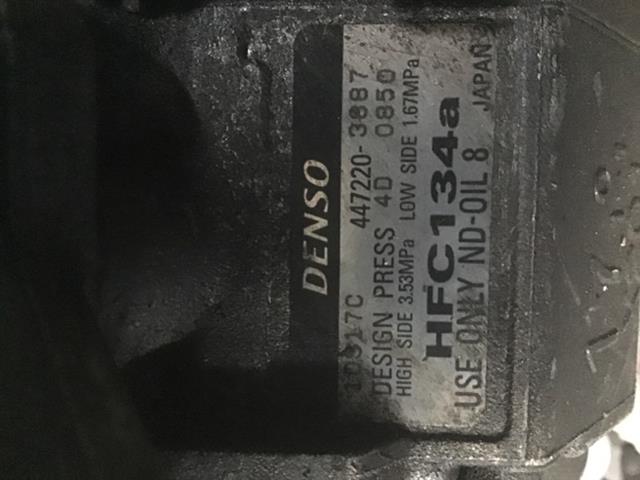 DENSO
10S17C 447220-3887
DESIGN PRESS 4D 0850
HIGH SIDE 3.53MPa LOW SIDE 1.67MPa
HFC134a
USE ONLY ND-OIL 8 JAPAN